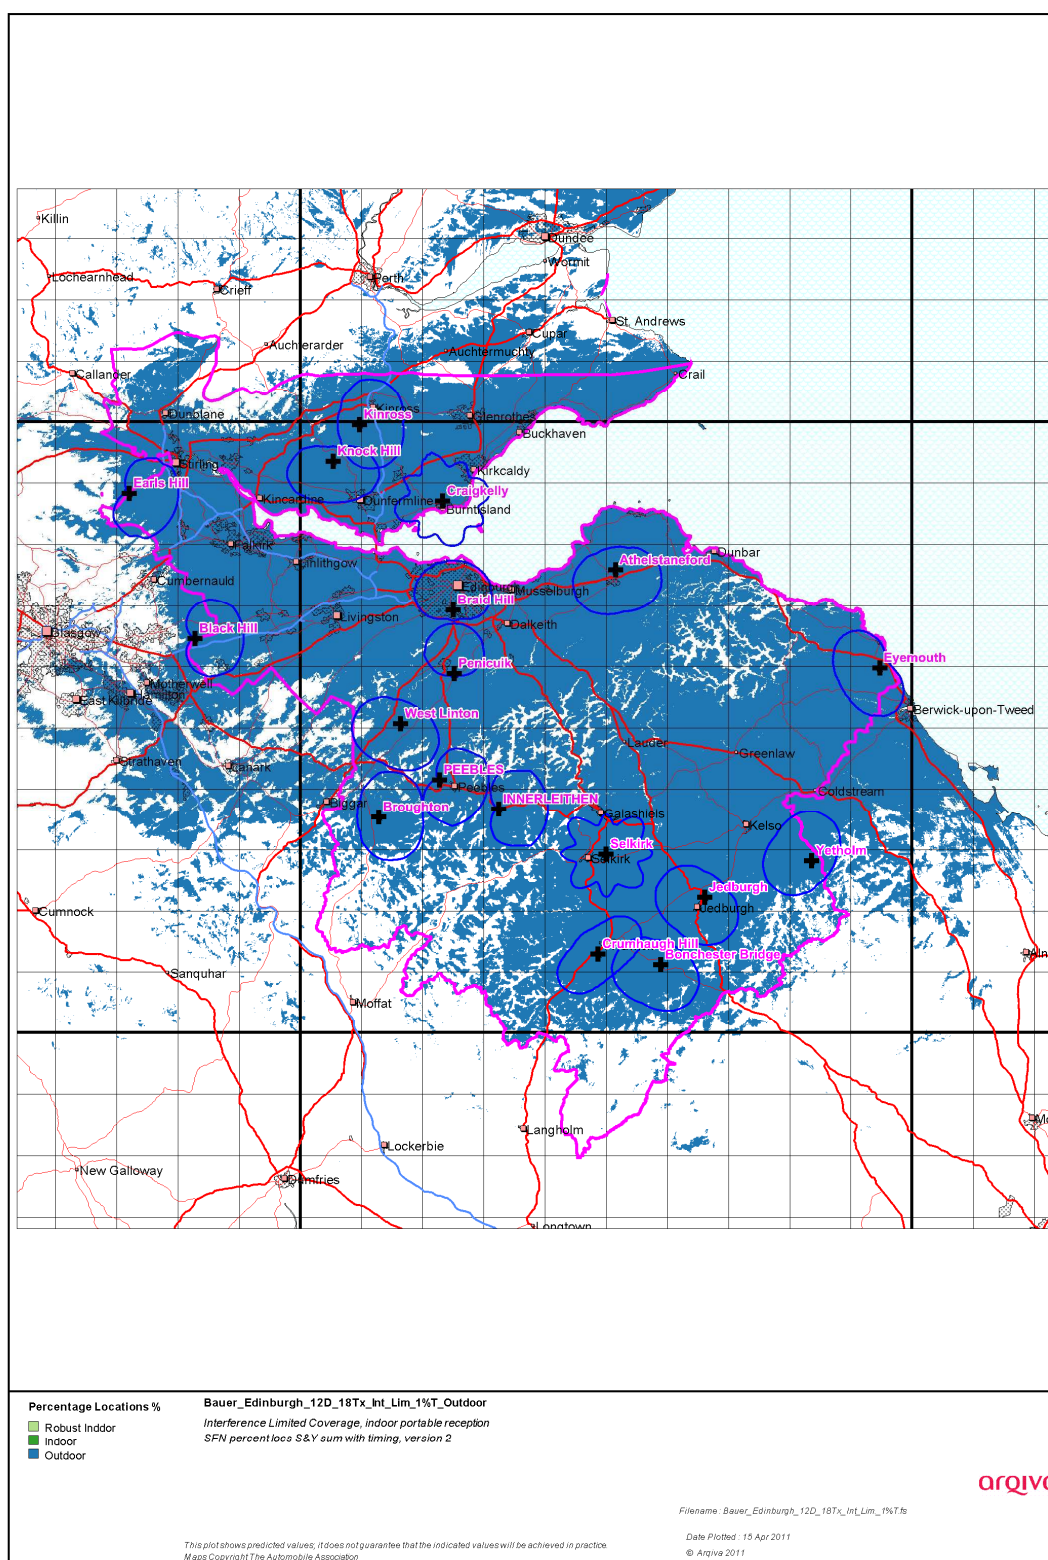 Killin
Dundee
Wormit
Lochearnhead
Perth
Crieff
St. Andrews
Cupar
Auchterarder
Auchtermuchty
Callander
Crail
Dunblane
Kinross
Kinross
Glenrothes
Buckhaven
Knock Hill
Stirling
Kirkcaldy
Earls Hill
Craigkelly
Kincardine
Dunfermline
Burntisland
Falkirk
Dunbar
Linlithgow
Athelstaneford
Cumbernauld
Edinburgh
Musselburgh
Braid Hill
Livingston
Dalkeith
Black Hill
Glasgow
Penicuik
Eyemouth
Motherwell
Hamilton
East Kilbride
Berwick-upon-Tweed
West Linton
Lauder
Greenlaw
Strathaven
Lanark
PEEBLES
Peebles
Coldstream
Biggar
Broughton
INNERLEITHEN
Galashiels
Kelso
Selkirk
Selkirk
Yetholm
Jedburgh
Jedburgh
Cumnock
Crumhaugh Hill
Bonchester Bridge
Aln
Sanquhar
Moffat
Mo
Langholm
Lockerbie
New Galloway
Dumfries
Longtown
Percentage Locations %
Robust Inddor
Indoor
Outdoor
Bauer_Edinburgh_12D_18Tx_Int_Lim_1%T_Outdoor
Interference Limited Coverage, indoor portable reception
SFN percent locs S&Y sum with timing, version 2
arqiva
Filename: Bauer_Edinburgh_12D_18Tx_Int_Lim_1%T.fs
Date Plotted : 15 Apr 2011
© Arqiva 2011
This plot shows predicted values; it does not guarantee that the indicated values will be achieved in practice.
Maps Copyright The Automobile Association